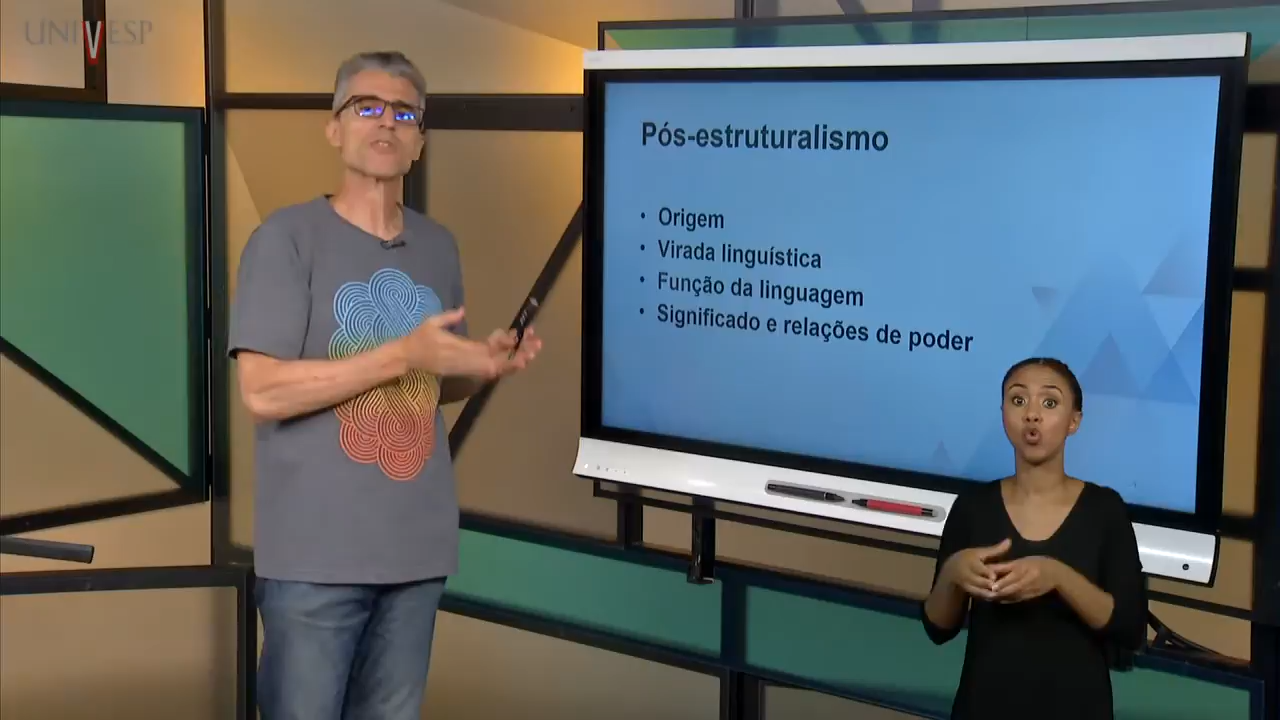 UNIVESP
Pós-estruturalismo
• Origem
• Virada linguística
• Função da linguagem
• Significado e relações de poder